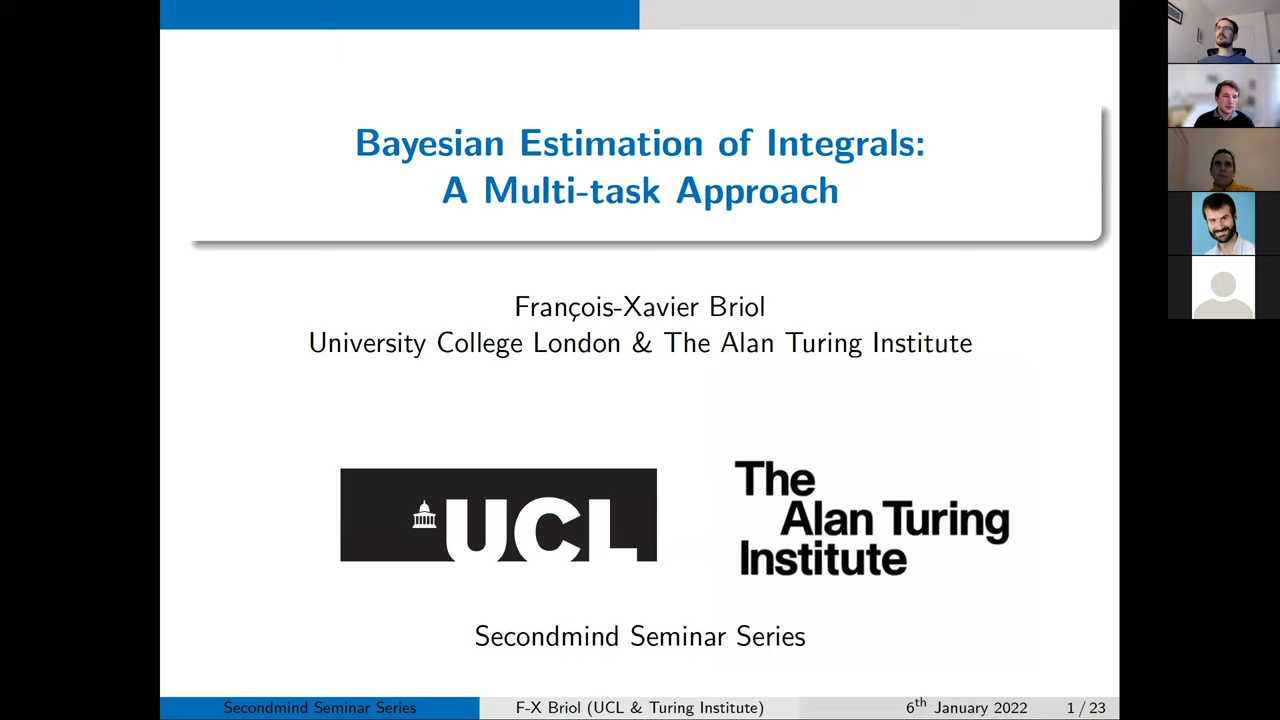 Bayesian Estimation of Integrals:
A Multi-task Approach
François-Xavier Briol
University College London & The Alan Turing Institute
UCL
The
Alan Turing
Institute
Secondmind Seminar Series
Secondmind Seminar Series
F-X Briol (UCL & Turing Institute)
6th January 2022
1 / 23